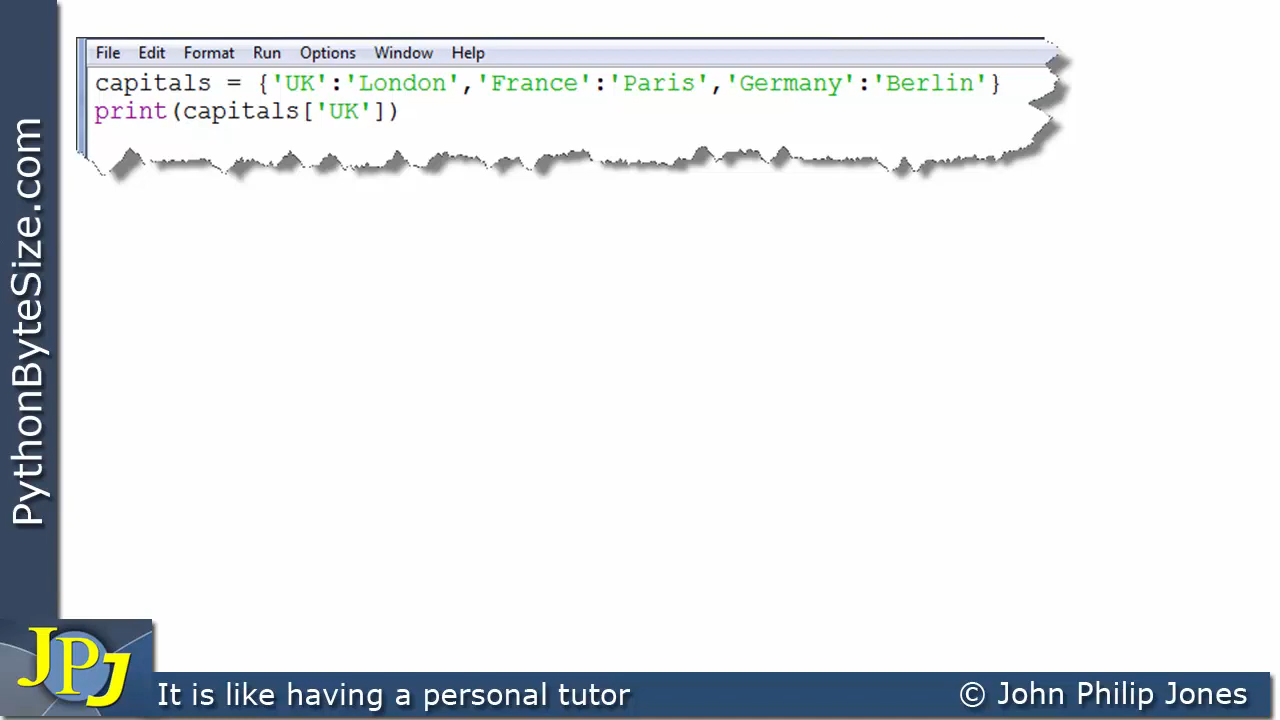 File Edit Format Run Options Window Help
capitals = {'UK':'London','France':'Paris','Germany':'Berlin'}
print(capitals['UK'])
PythonByteSize.com
JPJ
It is like having a personal tutor
© John Philip Jones